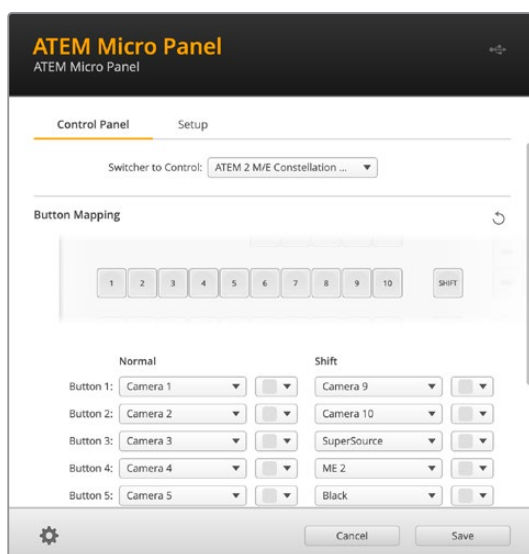 ATEM Micro Panel
ATEM Micro Panel
Control Panel Setup
Switcher to Control: ATEM 2 M/E Constellation ...
Button Mapping
1 2 3 4 5 6 7 8 9 10 SHIFT
Normal Shift
Button 1: Camera 1 Camera 9
Button 2: Camera 2 Camera 10
Button 3: Camera 3 SuperSource
Button 4: Camera 4 ME 2
Button 5: Camera 5 Black
Cancel Save